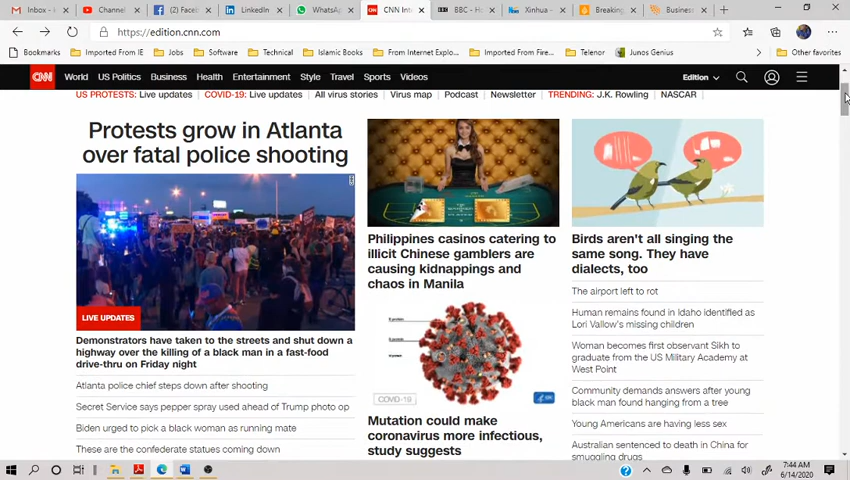 Inbox -
Channel
(2) Face
LinkedIn
WhatsAp
CNN Int
BBC - Ho
Xinhua -
Breaking
Business
https://edition.cnn.com
Bookmarks
Imported From IE
Jobs
Software
Technical
Islamic Books
From Internet Explo...
Imported From Fire...
Telenor
Junos Genius
Other favorites
CNN
World
US Politics
Business
Health
Entertainment
Style
Travel
Sports
Videos
Edition
US PROTESTS: Live updates
COVID-19: Live updates
All virus stories
Virus map
Podcast
Newsletter
TRENDING: J.K. Rowling
NASCAR
Protests grow in Atlanta
over fatal police shooting
LIVE UPDATES
Demonstrators have taken to the streets and shut down a
highway over the killing of a black man in a fast-food
drive-thru on Friday night
Atlanta police chief steps down after shooting
Secret Service says pepper spray used ahead of Trump photo op
Biden urged to pick a black woman as running mate
These are the confederate statues coming down
Philippines casinos catering to
illicit Chinese gamblers are
causing kidnappings and
chaos in Manila
COVID-19
Mutation could make
coronavirus more infectious,
study suggests
Birds aren't all singing the
same song. They have
dialects, too
The airport left to rot
Human remains found in Idaho identified as
Lori Vallow's missing children
Woman becomes first observant Sikh to
graduate from the US Military Academy at
West Point
Community demands answers after young
black man found hanging from a tree
Young Americans are having less sex
Australian sentenced to death in China for
smuggling drugs
7:44 AM
6/14/2020